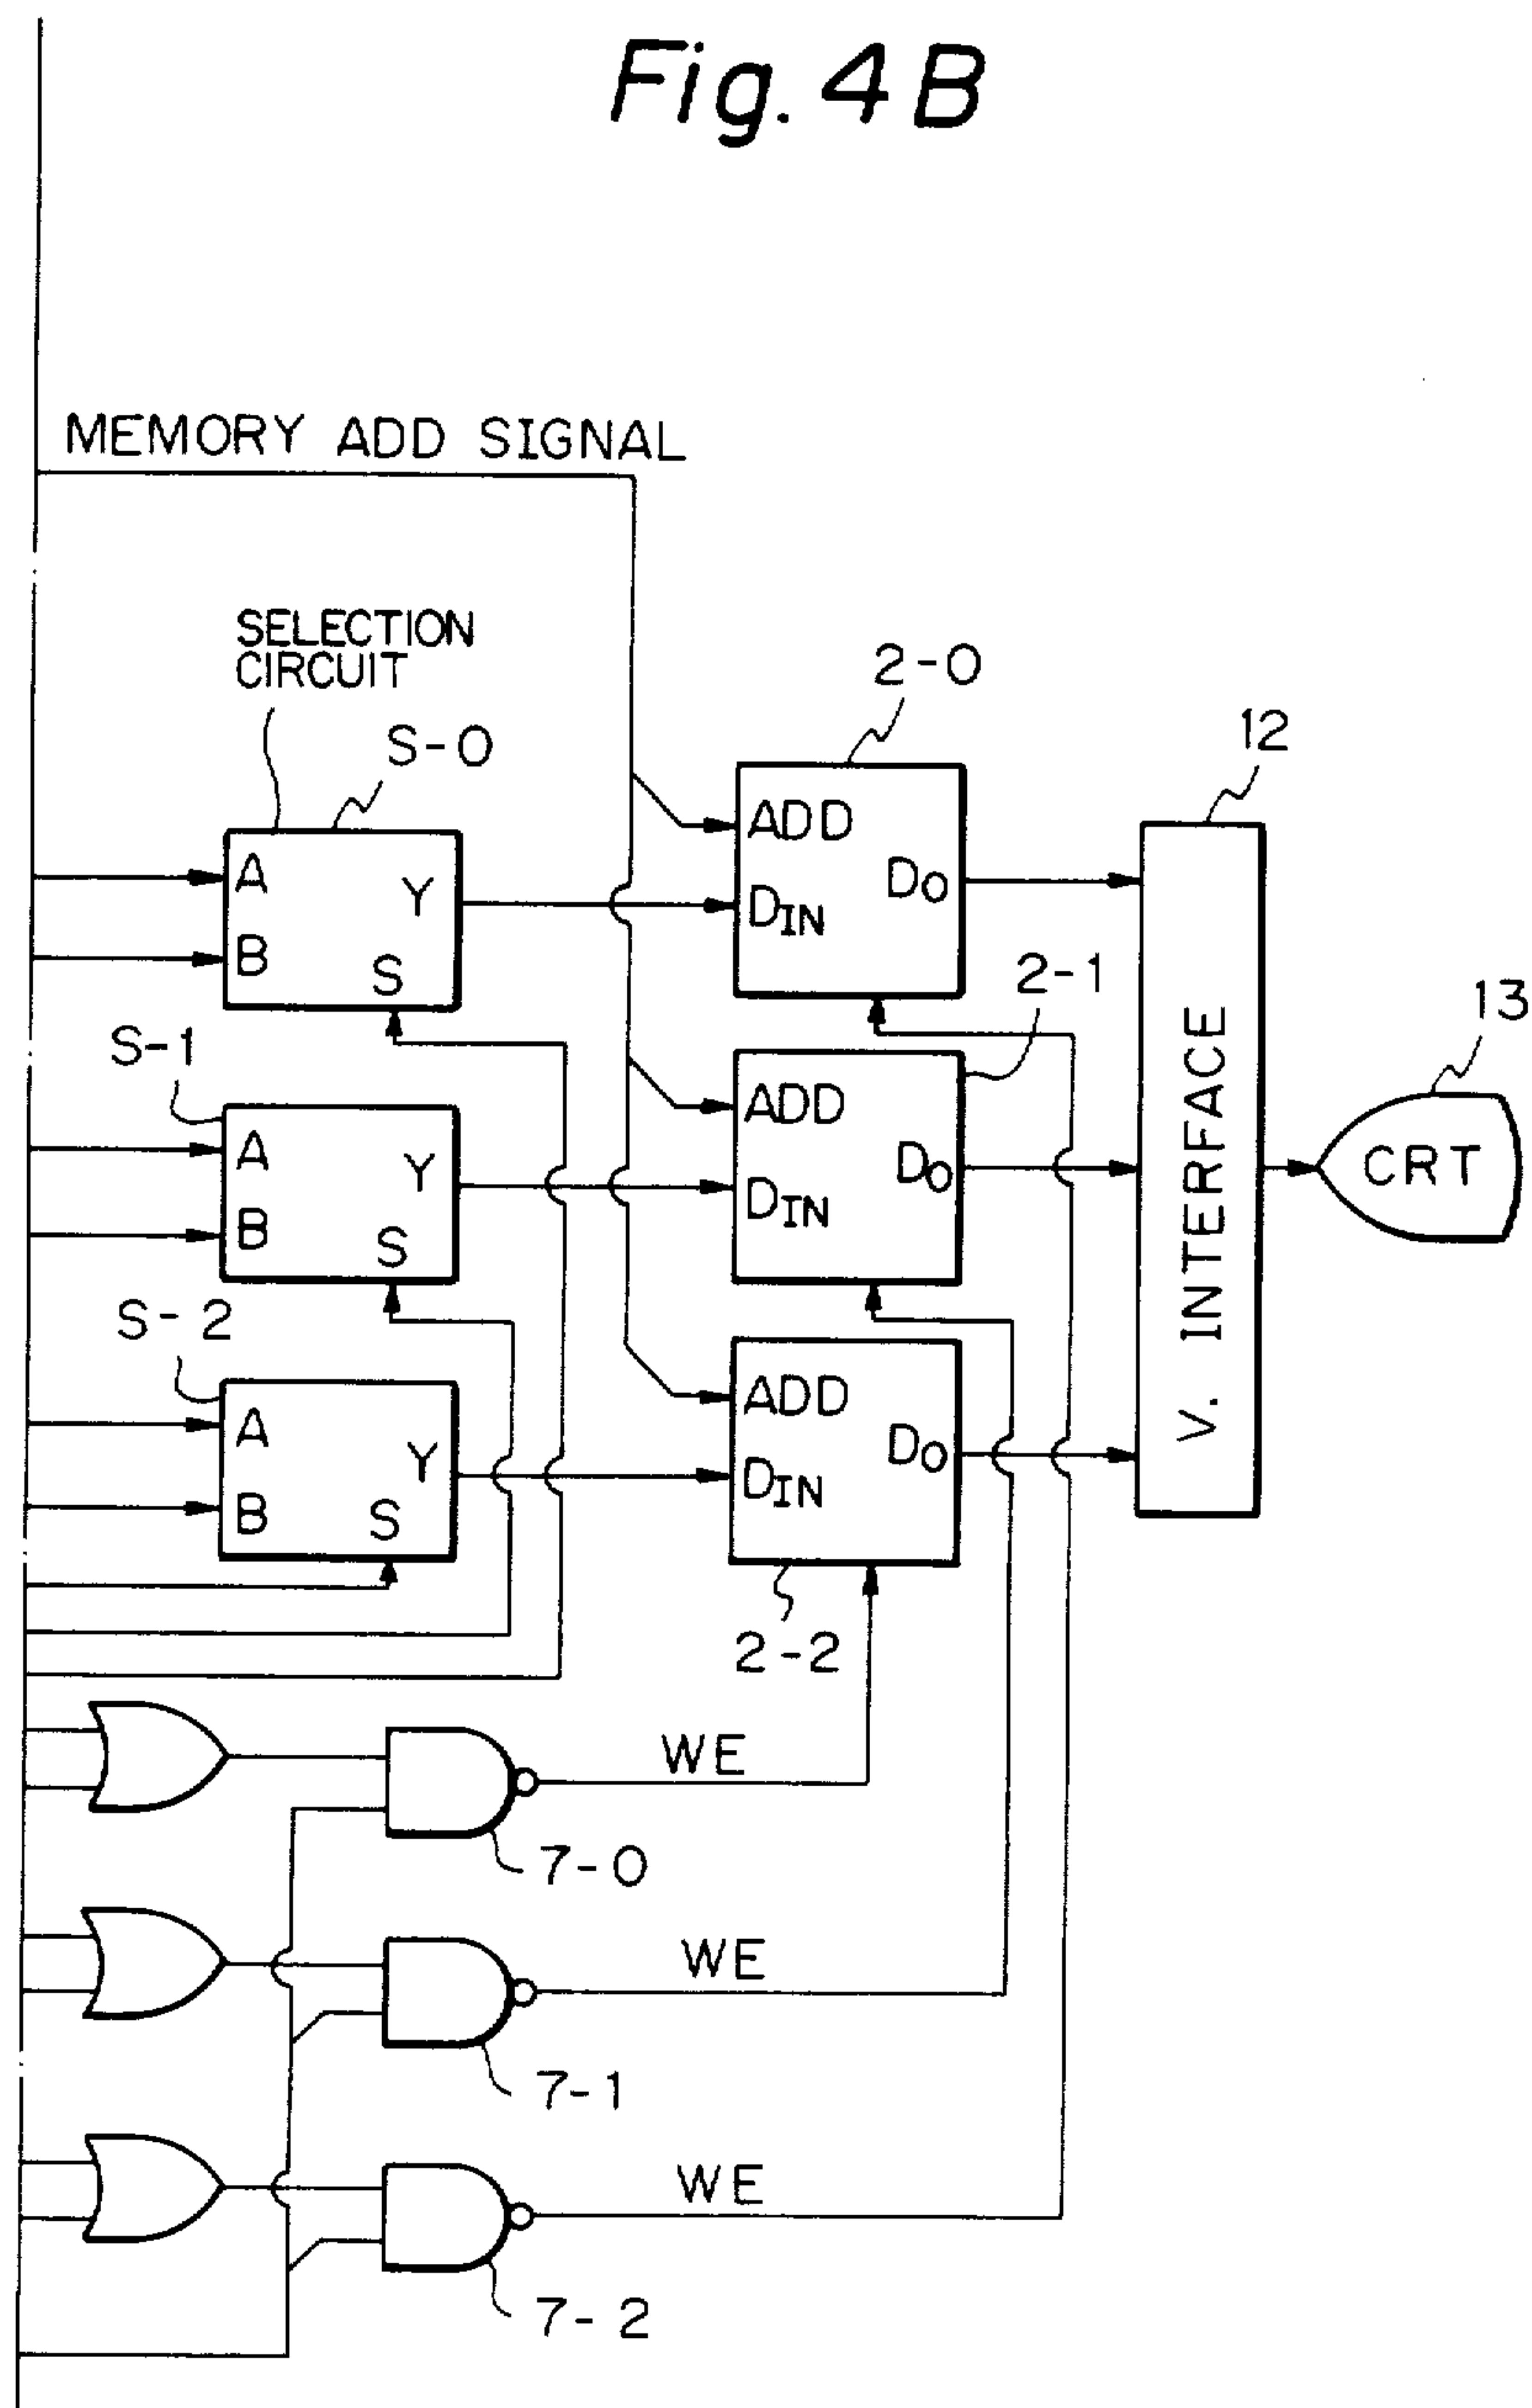 Fig. 4B
MEMORY ADD SIGNAL
SELECTION
CIRCUIT
S-0
2-0
12
A
B
Y
S
ADD
DIN
DO
2-1
13
S-1
A
B
Y
S
ADD
DIN
DO
V. INTERFACE
CRT
S-2
A
B
Y
S
ADD
DIN
DO
2-2
WE
7-0
WE
7-1
WE
7-2